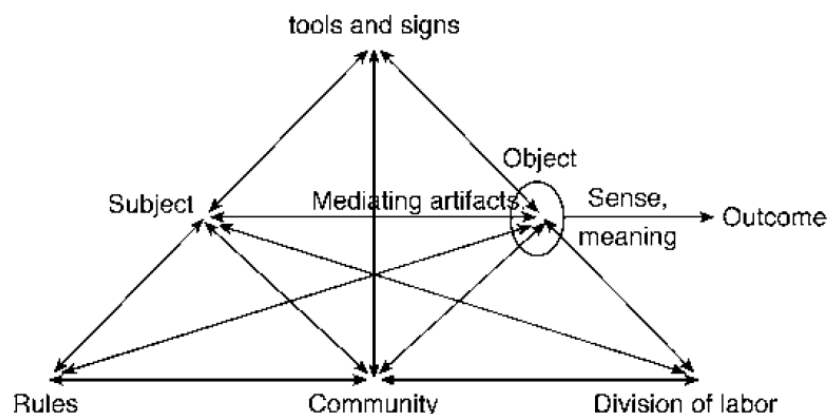 tools and signs
Object
Subject
Mediating artifacts,
Sense,
meaning
Outcome
Rules
Community
Division of labor